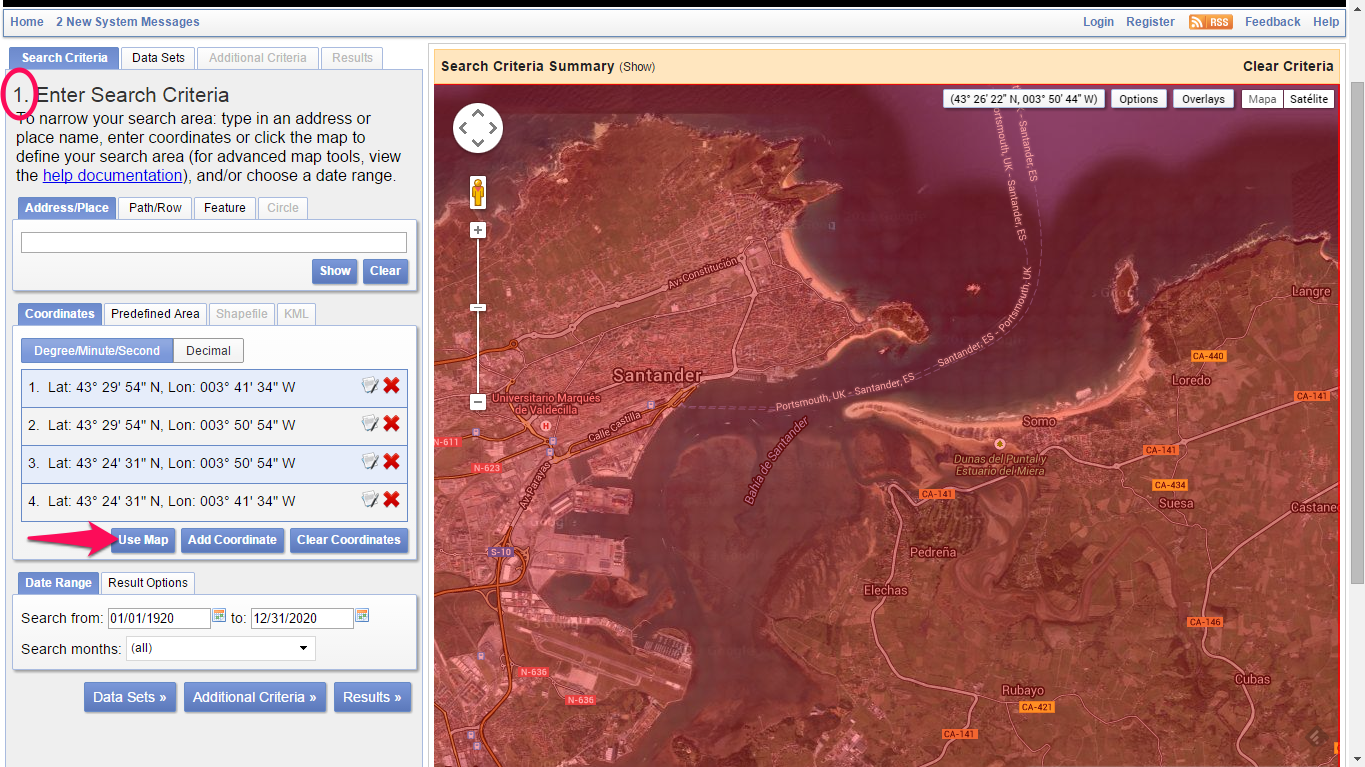 Home 2 New System Messages Login Register RSS Feedback Help
Search Criteria Data Sets Additional Criteria Results
1. Enter Search Criteria
To narrow your search area: type in an address or
place name, enter coordinates or click the map to
define your search area (for advanced map tools, view
the help documentation), and/or choose a date range.
Address/Place Path/Row Feature Circle
Show Clear
Coordinates Predefined Area Shapefile KML
Degree/Minute/Second Decimal
1. Lat: 43° 29' 54" N, Lon: 003° 41' 34" W
2. Lat: 43° 29' 54" N, Lon: 003° 50' 54" W
3. Lat: 43° 24' 31" N, Lon: 003° 50' 54" W
4. Lat: 43° 24' 31" N, Lon: 003° 41' 34" W
Use Map Add Coordinate Clear Coordinates
Date Range Result Options
Search from: 01/01/1920 to: 12/31/2020
Search months: (all)
Data Sets » Additional Criteria » Results »
Search Criteria Summary (Show) Clear Criteria
(43° 26' 22" N, 003° 50' 44" W) Options Overlays Mapa Satélite
Portsmouth, UK - Santander, ES
Santander, ES
Av. Constitución
Santander, ES - Portsmouth, UK
Langre
CA-440
Santander
Loredo
Portsmouth, UK - Santander, ES
CA-141
Universitario Marqués
de Valdecilla
H
Calle Castilla
Somo
N-611
Bahía de Santander
CA-141
Dunas del Puntal y
Estuario del Miera
N-623
Av. Parayas
CA-434
CA-141
Suesa
Castaned
S-10
Pedreña
Elechas
CA-146
N-636
Cubas
N-636
Rubayo
CA-421
CA-141